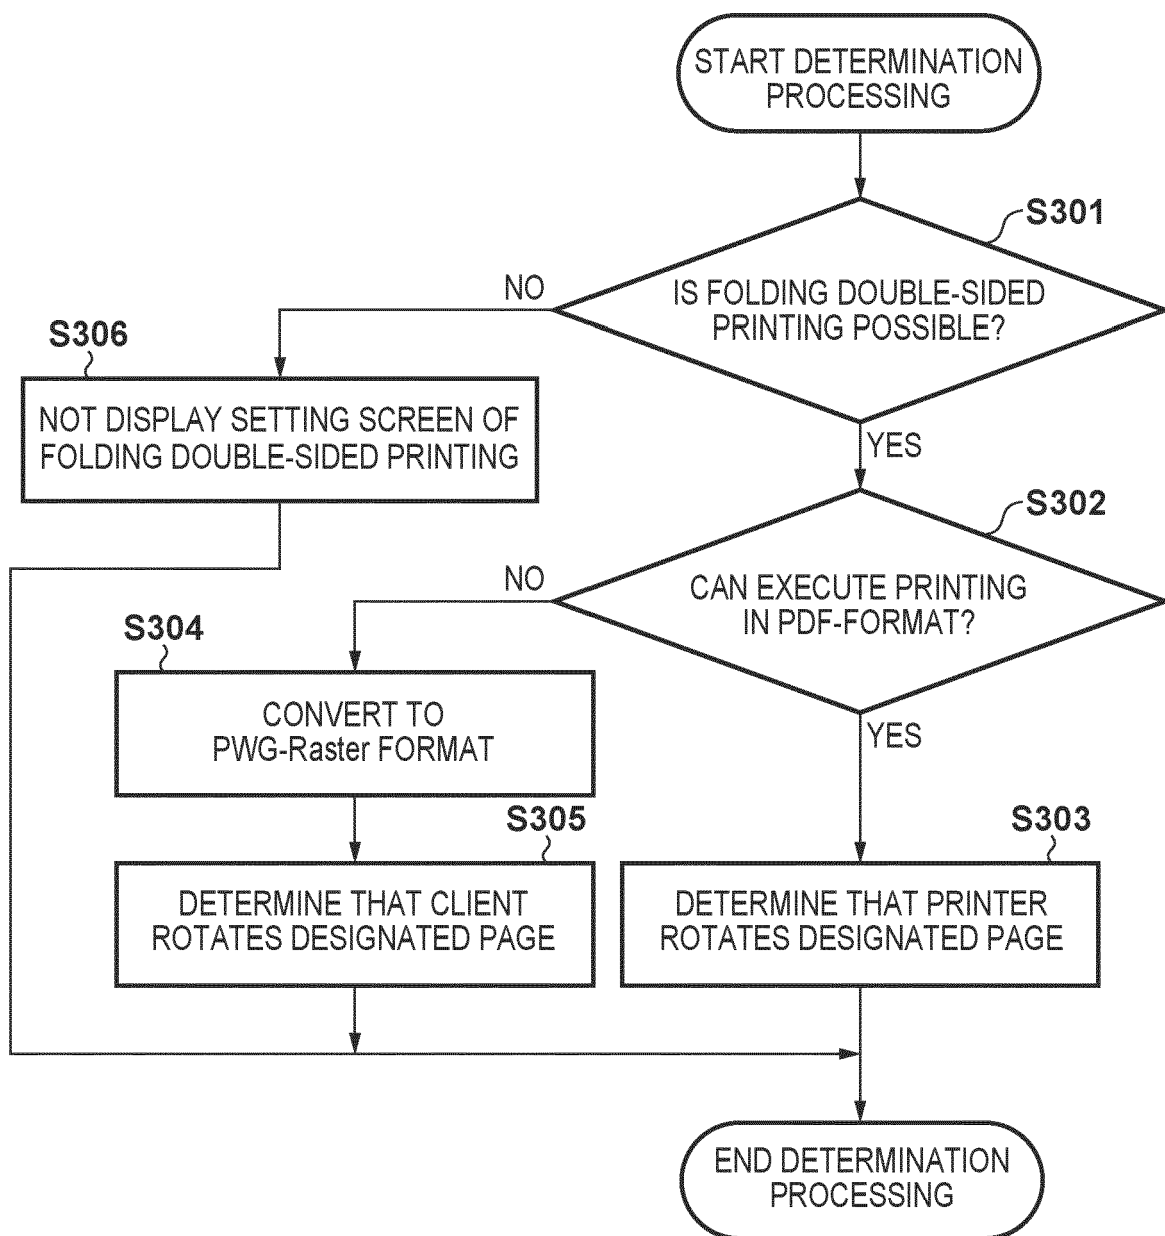 START DETERMINATION
PROCESSING
S301
IS FOLDING DOUBLE-SIDED
PRINTING POSSIBLE?
NO
YES
S306
NOT DISPLAY SETTING SCREEN OF
FOLDING DOUBLE-SIDED PRINTING
S302
CAN EXECUTE PRINTING
IN PDF-FORMAT?
NO
YES
S304
CONVERT TO
PWG-Raster FORMAT
S305
DETERMINE THAT CLIENT
ROTATES DESIGNATED PAGE
S303
DETERMINE THAT PRINTER
ROTATES DESIGNATED PAGE
END DETERMINATION
PROCESSING